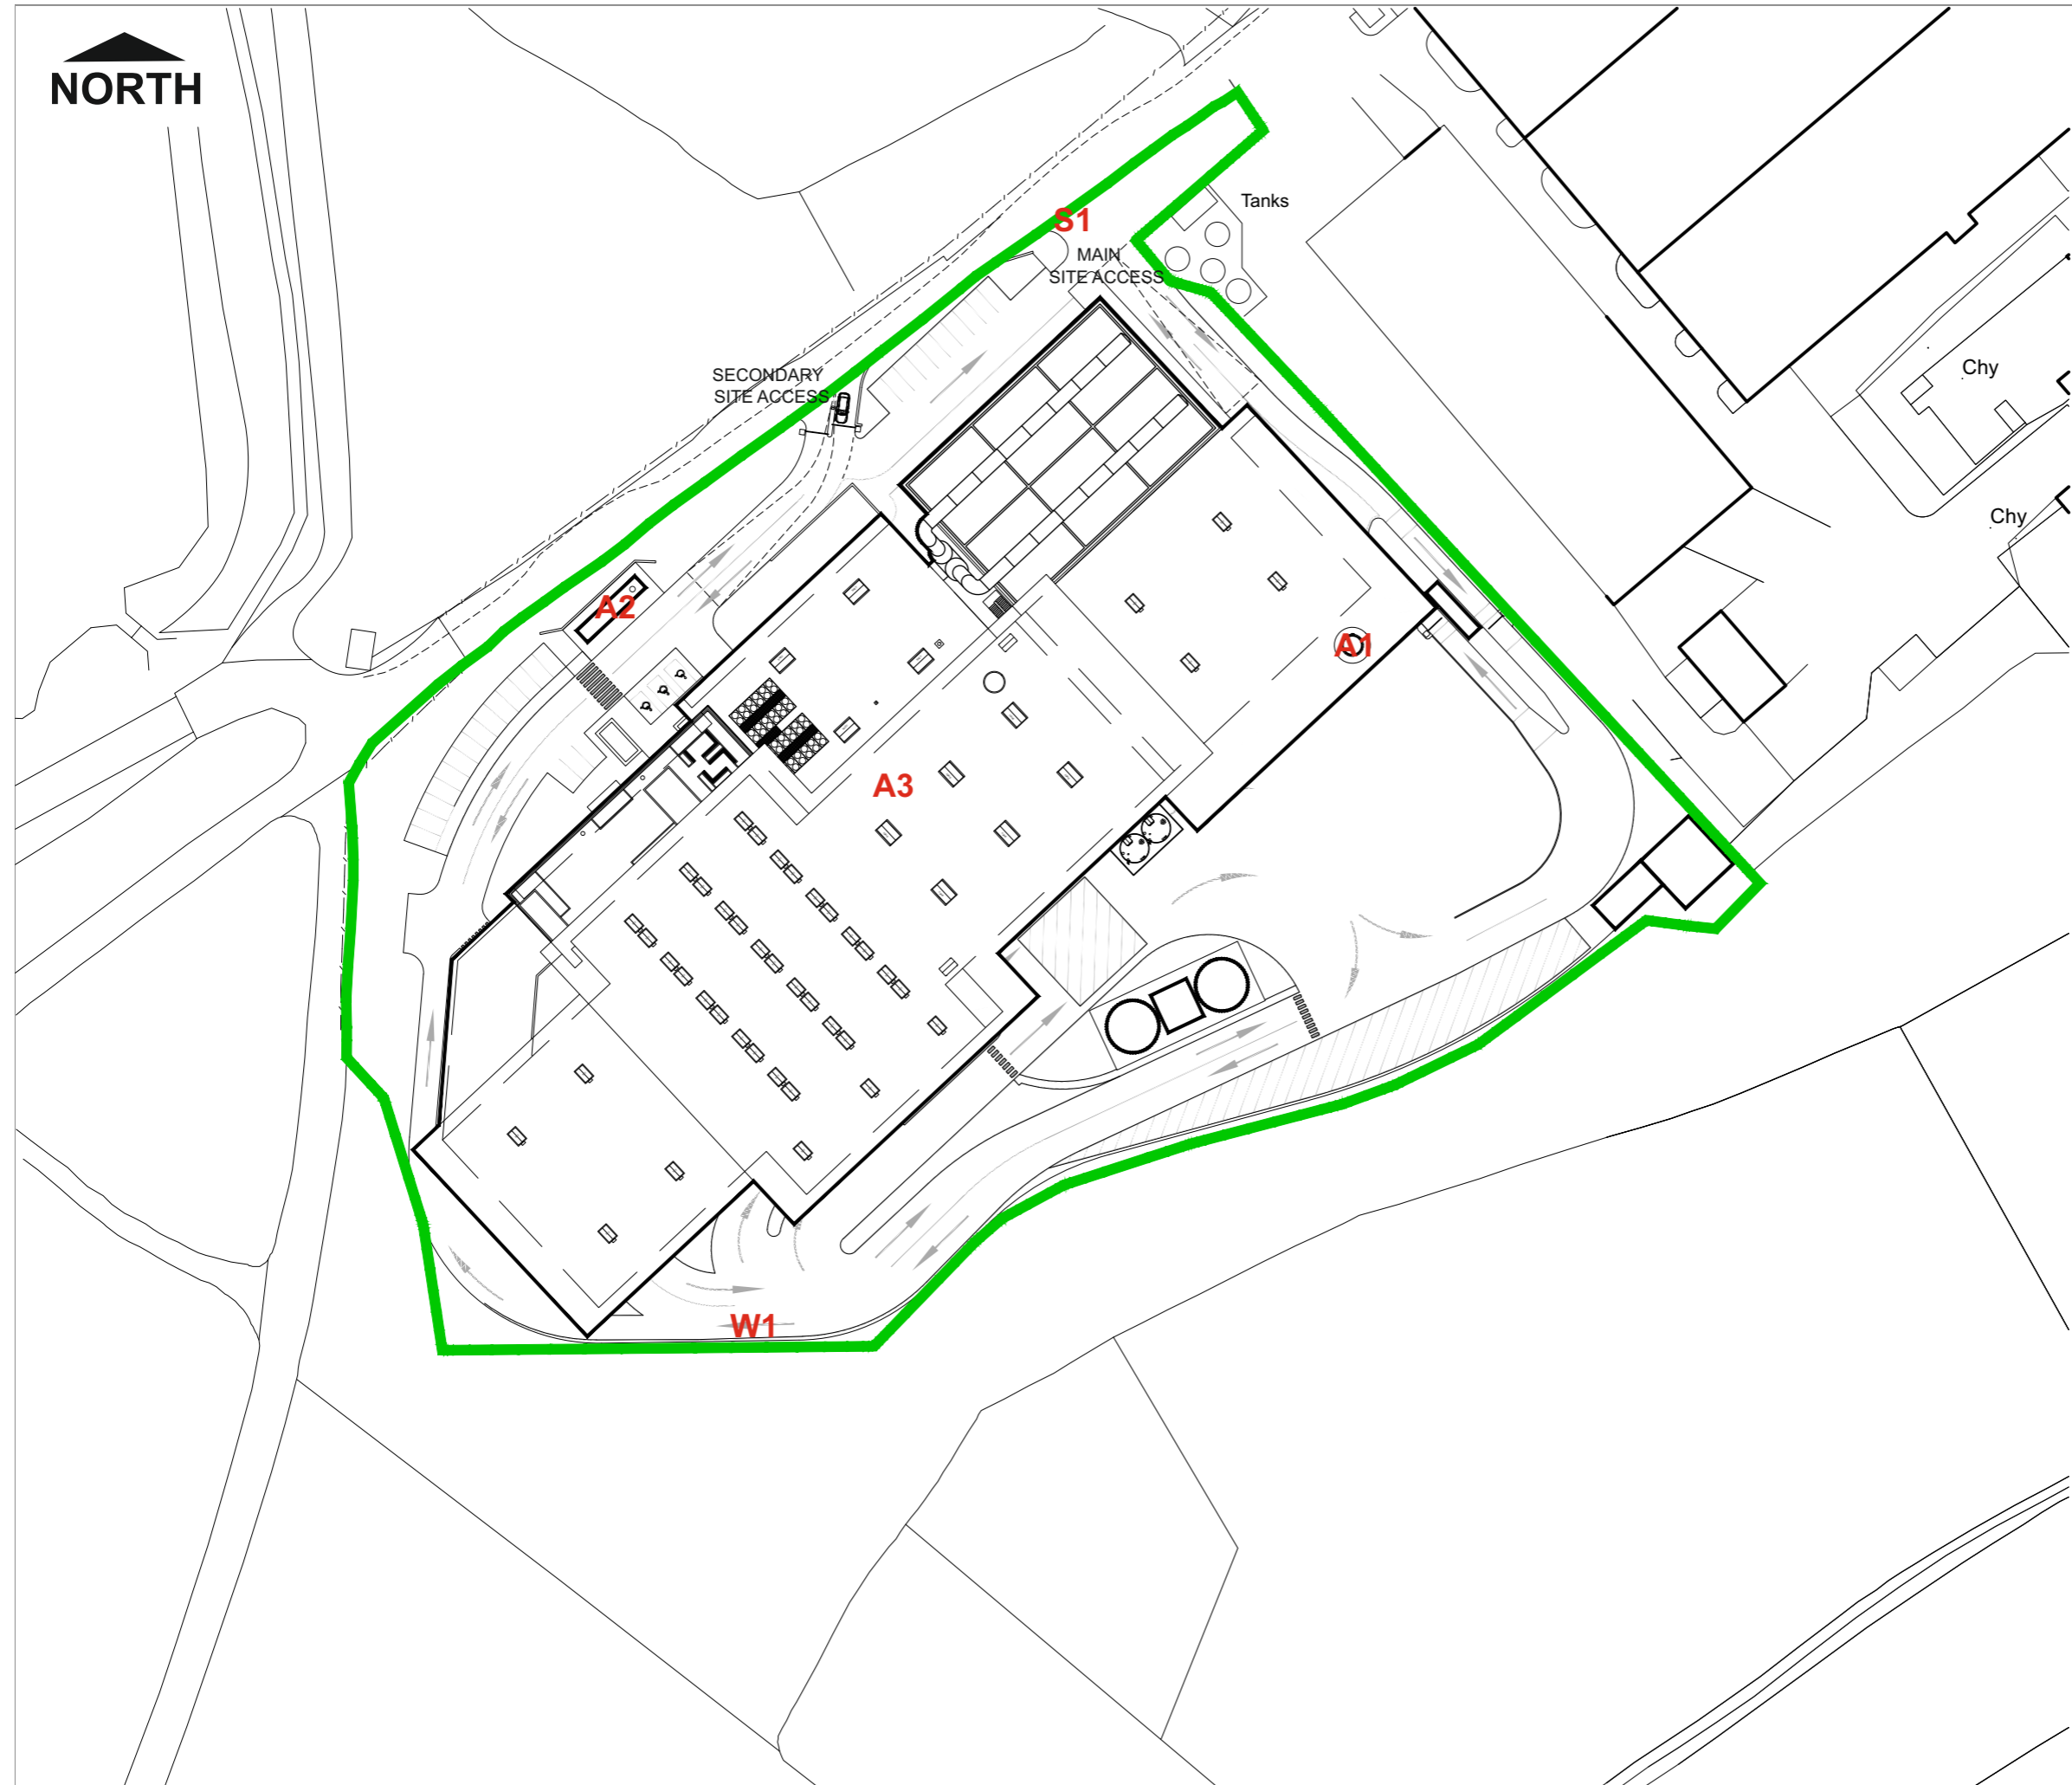 NORTH
Tanks
S1
MAIN
SITE ACCESS
SECONDARY
SITE ACCESS
Chy
Chy
A2
A1
A3
W1